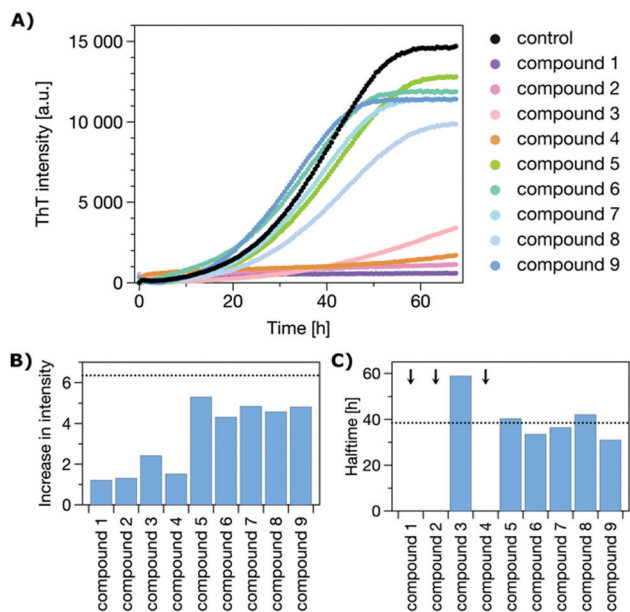 A)
ThT intensity [a.u.]
15 000
10 000
5 000
0
0
20
40
60
Time [h]
control
compound 1
compound 2
compound 3
compound 4
compound 5
compound 6
compound 7
compound 8
compound 9
B)
Increase in intensity
6
4
2
0
compound 1
compound 2
compound 3
compound 4
compound 5
compound 6
compound 7
compound 8
compound 9
C)
Halftime [h]
60
40
20
0
compound 1
compound 2
compound 3
compound 4
compound 5
compound 6
compound 7
compound 8
compound 9